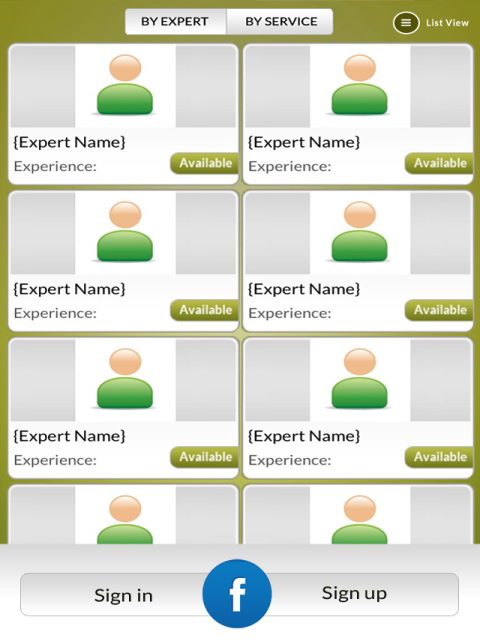 BY EXPERT BY SERVICE List View
{Expert Name} {Expert Name}
Experience: Available Experience: Available
{Expert Name} {Expert Name}
Experience: Available Experience: Available
{Expert Name} {Expert Name}
Experience: Available Experience: Available
Sign in f Sign up